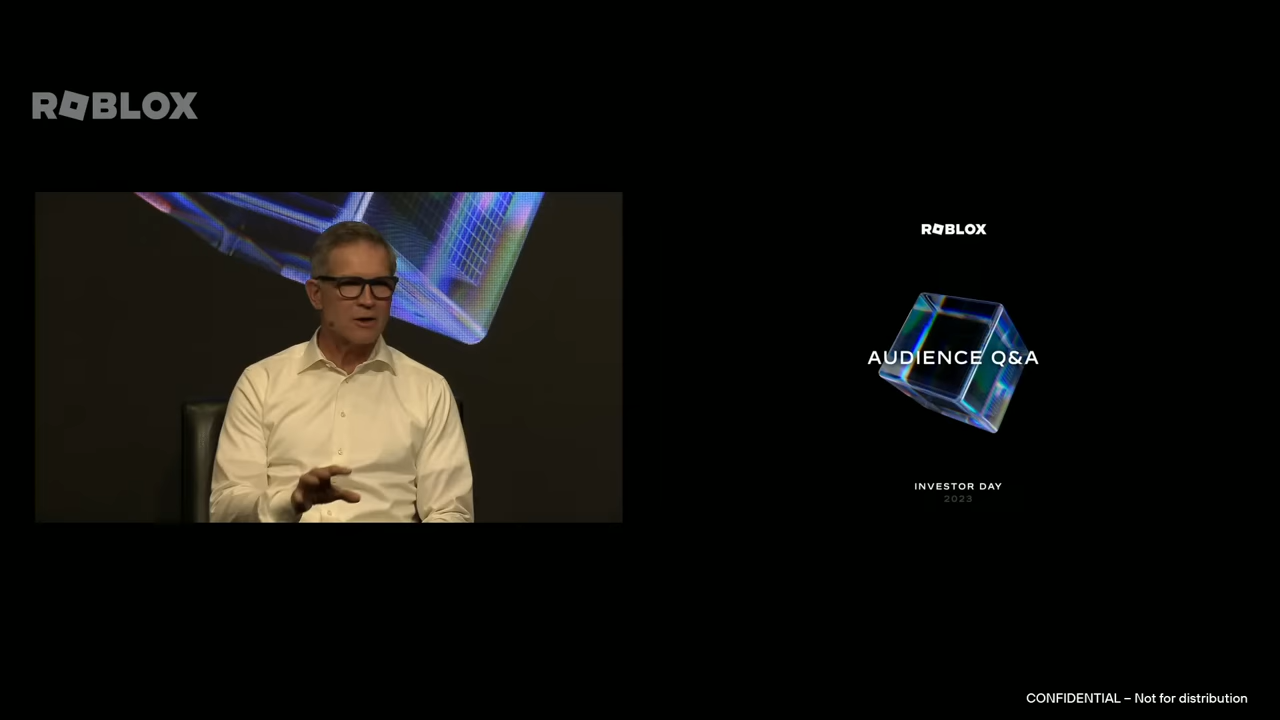 ROBLOX
ROBLOX
AUDIENCE Q&A
INVESTOR DAY
2023
CONFIDENTIAL – Not for distribution